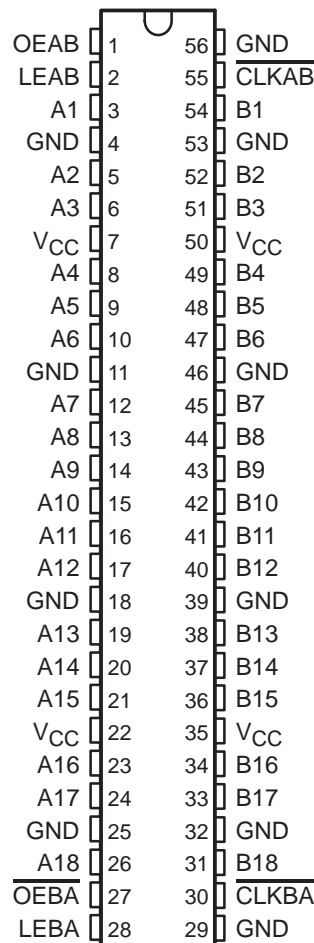 OEAB 1 56 GND
LEAB 2 55 CLKAB
A1 3 54 B1
GND 4 53 GND
A2 5 52 B2
A3 6 51 B3
VCC 7 50 VCC
A4 8 49 B4
A5 9 48 B5
A6 10 47 B6
GND 11 46 GND
A7 12 45 B7
A8 13 44 B8
A9 14 43 B9
A10 15 42 B10
A11 16 41 B11
A12 17 40 B12
GND 18 39 GND
A13 19 38 B13
A14 20 37 B14
A15 21 36 B15
VCC 22 35 VCC
A16 23 34 B16
A17 24 33 B17
GND 25 32 GND
A18 26 31 B18
OEBA 27 30 CLKBA
LEBA 28 29 GND